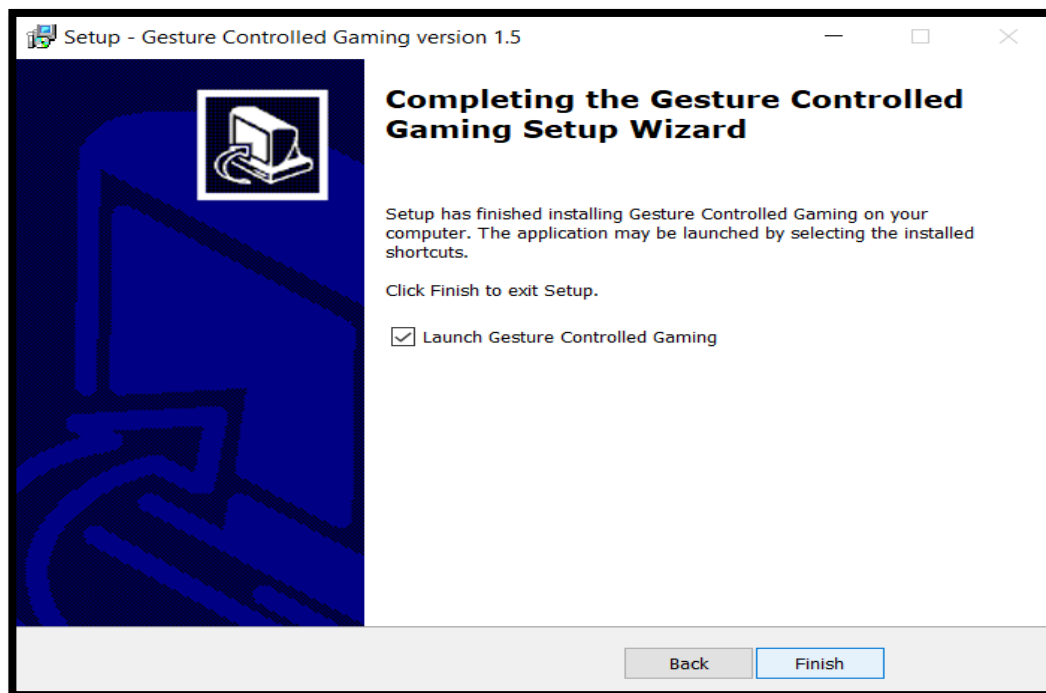 Setup - Gesture Controlled Gaming version 1.5
Completing the Gesture Controlled
Gaming Setup Wizard
Setup has finished installing Gesture Controlled Gaming on your
computer. The application may be launched by selecting the installed
shortcuts.
Click Finish to exit Setup.
Launch Gesture Controlled Gaming
Back
Finish